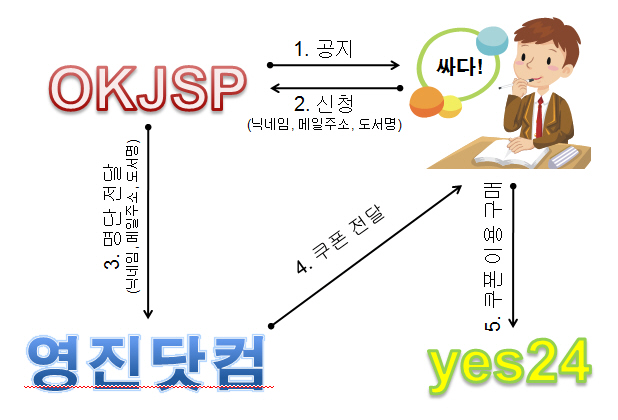 OKJSP
1. 공지
싸다!
2. 신청
(닉네임, 메일주소, 도서명)
3. 명단 전달
(닉네임, 메일주소, 도서명)
4. 쿠폰 전달
5. 쿠폰 이용 구매
영진닷컴
yes24